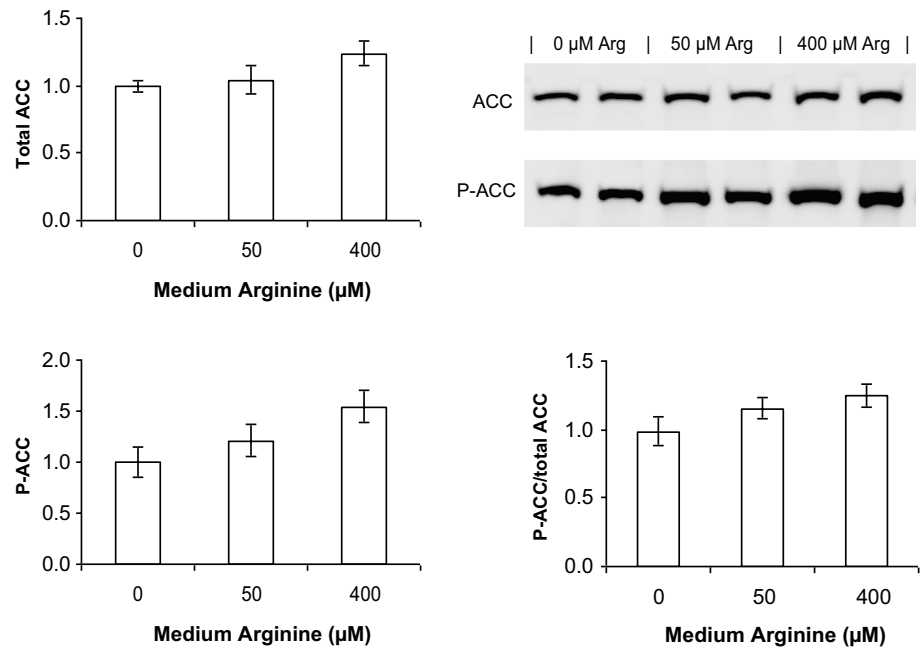 1.5
1.0
0.5
0.0
Total ACC
0 50 400
Medium Arginine (µM)
| 0 µM Arg | 50 µM Arg | 400 µM Arg |
ACC
P-ACC
2.0
1.5
1.0
0.5
0.0
P-ACC
0 50 400
Medium Arginine (µM)
1.5
1.0
0.5
0.0
P-ACC/total ACC
0 50 400
Medium Arginine (µM)